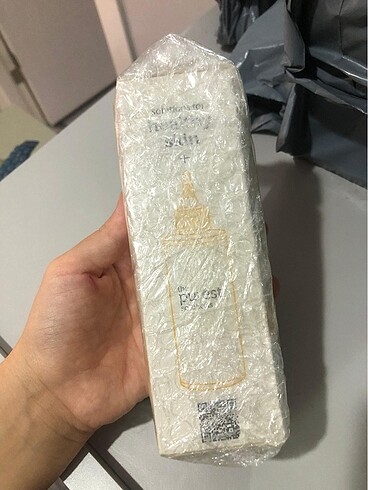 solutions for
healthy
skin
+
the
purest